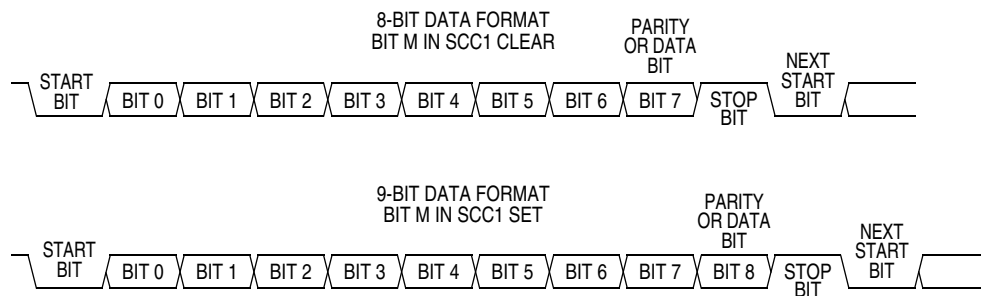 8-BIT DATA FORMAT
BIT M IN SCC1 CLEAR
PARITY
OR DATA
BIT
START
BIT
BIT 0
BIT 1
BIT 2
BIT 3
BIT 4
BIT 5
BIT 6
BIT 7
STOP
BIT
NEXT
START
BIT
9-BIT DATA FORMAT
BIT M IN SCC1 SET
PARITY
OR DATA
BIT
START
BIT
BIT 0
BIT 1
BIT 2
BIT 3
BIT 4
BIT 5
BIT 6
BIT 7
BIT 8
STOP
BIT
NEXT
START
BIT